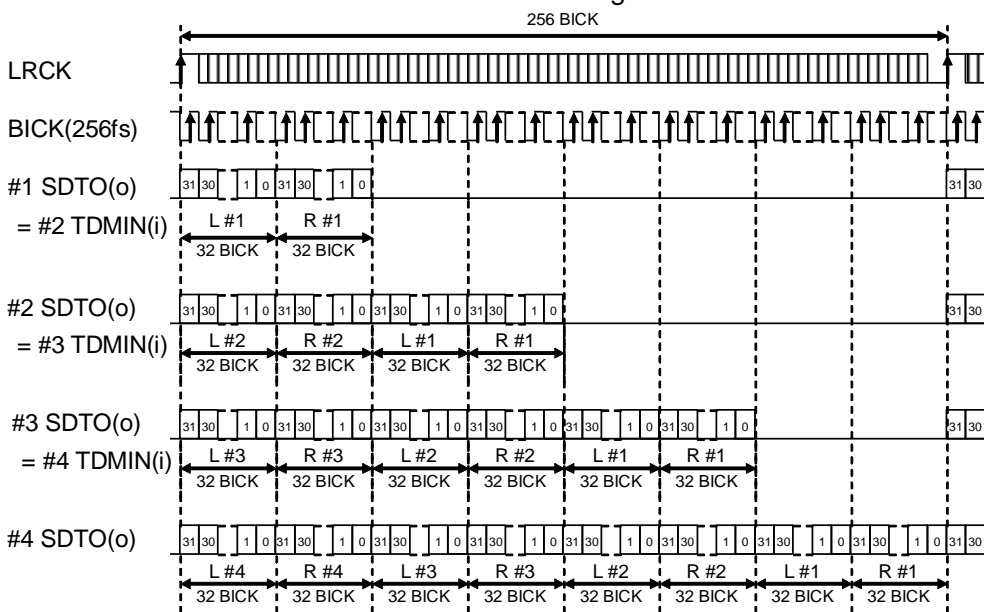 256 BICK
LRCK
BICK(256fs)
#1 SDTO(o)
31 30 1 0 31 30 1 0 31 30
= #2 TDMIN(i)
L #1 R #1
32 BICK 32 BICK
#2 SDTO(o)
31 30 1 0 31 30 1 0 31 30 1 0 31 30 1 0 31 30
= #3 TDMIN(i)
L #2 R #2 L #1 R #1
32 BICK 32 BICK 32 BICK 32 BICK
#3 SDTO(o)
31 30 1 0 31 30 1 0 31 30 1 0 31 30 1 0 31 30 1 0 31 30 1 0 31 30
= #4 TDMIN(i)
L #3 R #3 L #2 R #2 L #1 R #1
32 BICK 32 BICK 32 BICK 32 BICK 32 BICK 32 BICK
#4 SDTO(o)
31 30 1 0 31 30 1 0 31 30 1 0 31 30 1 0 31 30 1 0 31 30 1 0 31 30 1 0 31 30 1 0 31 30
L #4 R #4 L #3 R #3 L #2 R #2 L #1 R #1
32 BICK 32 BICK 32 BICK 32 BICK 32 BICK 32 BICK 32 BICK 32 BICK